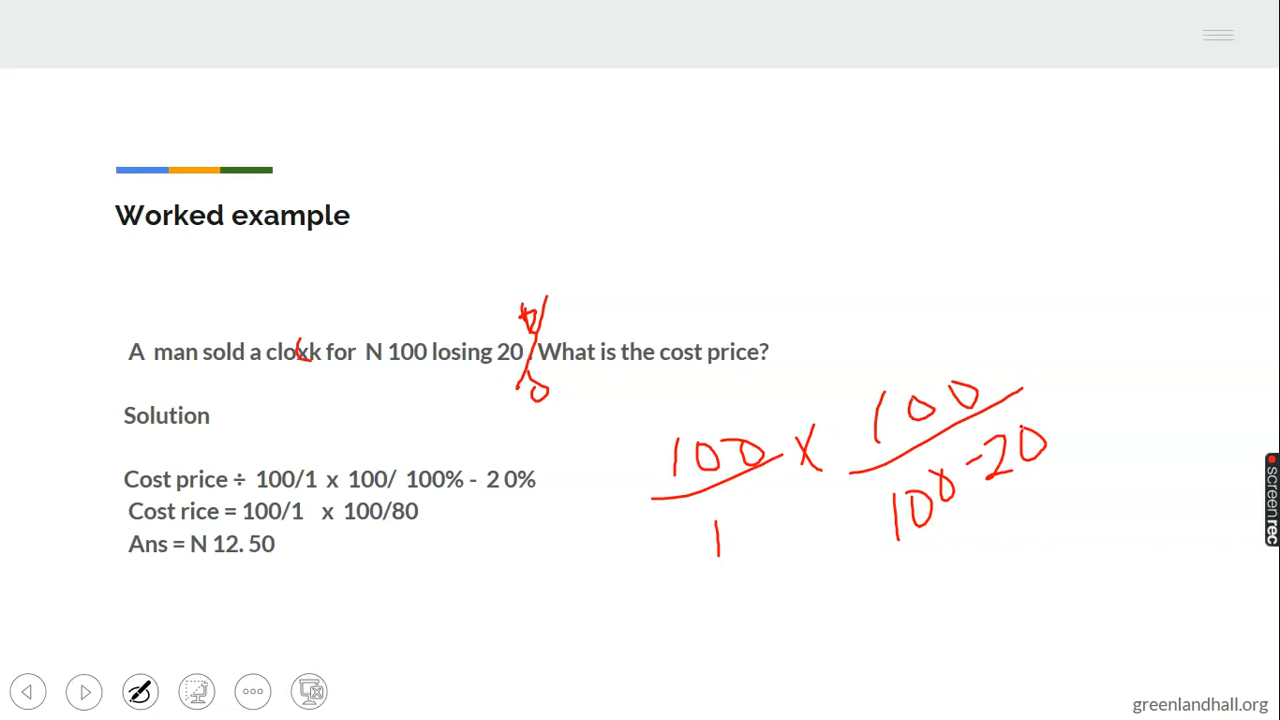 Worked example
A man sold a cloxk for N 100 losing 20 % What is the cost price?
Solution
Cost price ÷ 100/1 x 100/ 100% - 2 0%
Cost rice = 100/1 x 100/80
Ans = N 12. 50
100/1 x 100/100-20
screenrec
greenlandhall.org